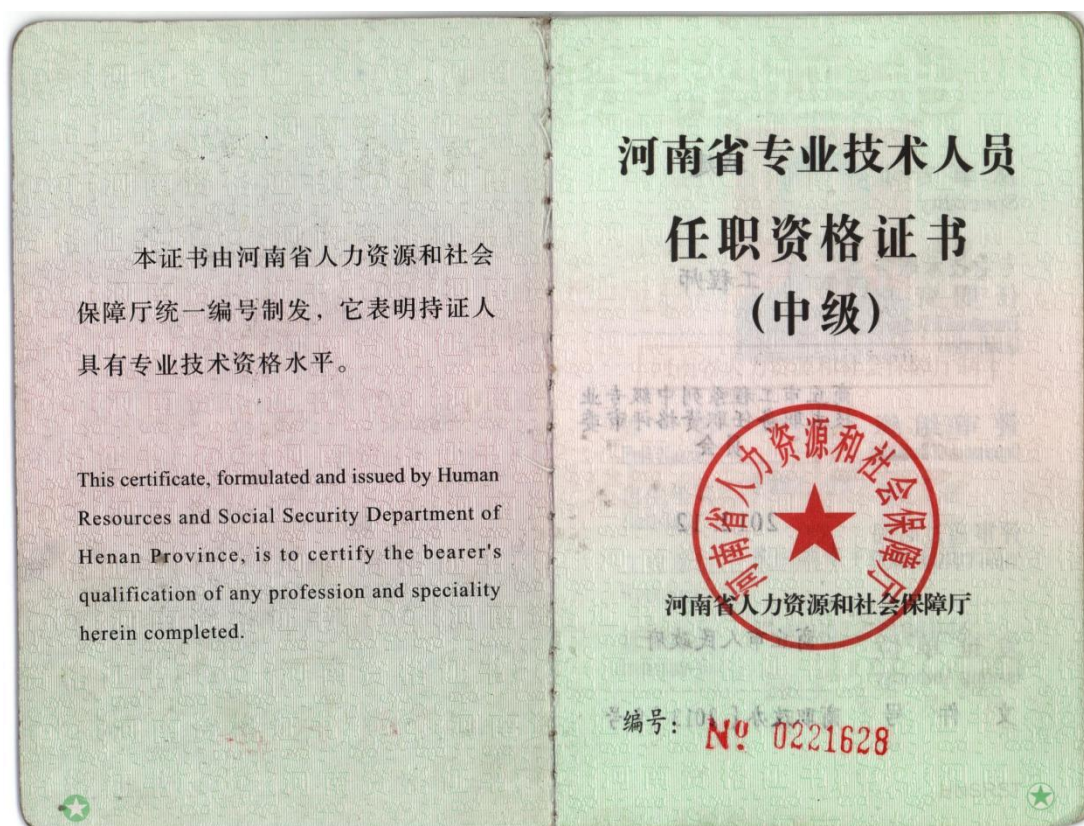 本证书由河南省人力资源和社会
保障厅统一编号制发，它表明持证人
具有专业技术资格水平。
This certificate, formulated and issued by Human
Resources and Social Security Department of
Henan Province, is to certify the bearer's
qualification of any profession and speciality
herein completed.
河南省专业技术人员
任职资格证书
(中级)
河南省人力资源和社会保障厅
河南省人力资源和社会保障厅
编号: Nº 0221628